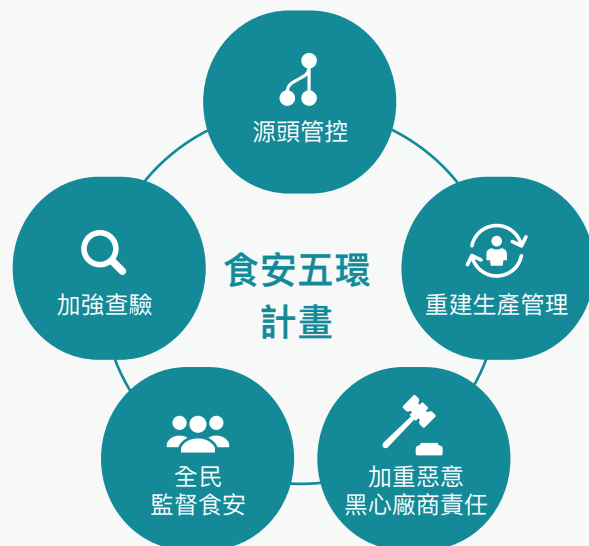 源頭管控
加強查驗
食安五環
計畫
重建生產管理
全民
監督食安
加重惡意
黑心廠商責任